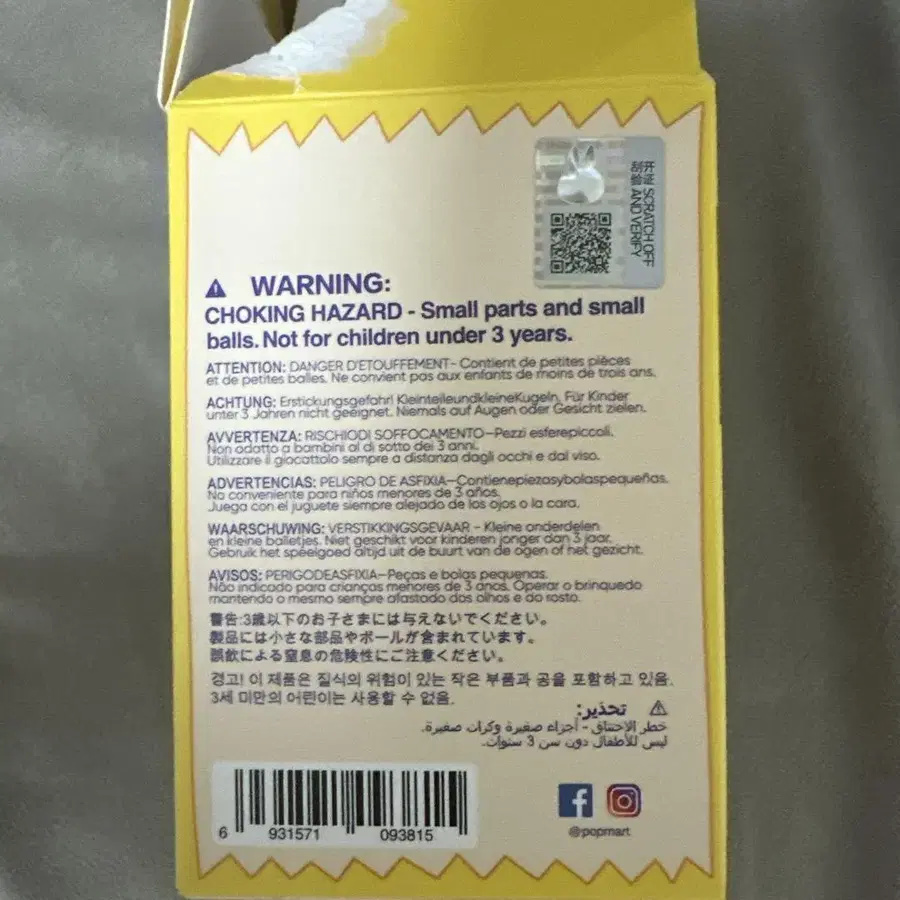 开盒 SCRATCH OFF
验证 AND VERIFY
WARNING:
CHOKING HAZARD - Small parts and small
balls. Not for children under 3 years.
ATTENTION: DANGER D'ETOUFFEMENT- Contient de petites pièces
et de petites balles. Ne convient pas aux enfants de moins de trois ans.
ACHTUNG: Erstickungsgefahr! KleinteileundkleineKugeln. Für Kinder
unter 3 Jahren nicht geeignet. Niemals auf Augen oder Gesicht zielen.
AVVERTENZA: RISCHIODI SOFFOCAMENTO-Pezzi esferepiccoli.
Non adatto a bambini al di sotto dei 3 anni.
Utilizzare il giocattolo sempre a distanza dagli occhi e dal viso.
ADVERTENCIAS: PELIGRO DE ASFIXIA-Contienepiezasybolaspequeñas.
No conveniente para niños menores de 3 años.
Juega con el juguete siempre alejado de los ojos o la cara.
WAARSCHUWING: VERSTIKKINGSGEVAAR - Kleine onderdelen
en kleine balletjes. Niet geschikt voor kinderen jonger dan 3 jaar.
Gebruik het speelgoed altijd uit de buurt van de ogen of het gezicht.
AVISOS: PERIGODEASFIXIA-Peças e bolas pequenas.
Não indicado para crianças menores de 3 anos. Operar o brinquedo
mantendo o mesmo sempre afastado dos olhos e do rosto.
警告:3歳以下のお子さまには与えないでください。
製品には小さな部品やボールが含まれています。
誤飲による窒息の危険性にご注意ください。
경고! 이 제품은 질식의 위험이 있는 작은 부품과 공을 포함하고 있음.
3세 미만의 어린이는 사용할 수 없음.
تحذير:
خطر الاختناق - أجزاء صغيرة وكرات صغيرة.
ليس للأطفال دون سن 3 سنوات.
6 931571 093815
@popmart